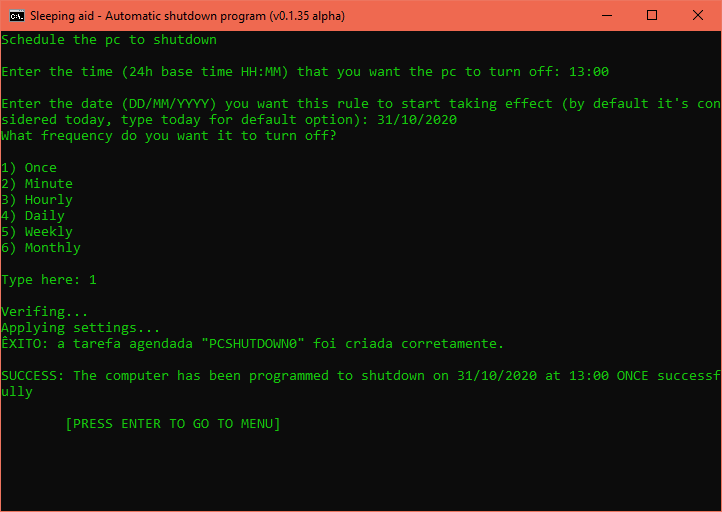 Sleeping aid - Automatic shutdown program (v0.1.35 alpha)
Schedule the pc to shutdown
Enter the time (24h base time HH:MM) that you want the pc to turn off: 13:00
Enter the date (DD/MM/YYYY) you want this rule to start taking effect (by default it's con
sidered today, type today for default option): 31/10/2020
What frequency do you want it to turn off?
1) Once
2) Minute
3) Hourly
4) Daily
5) Weekly
6) Monthly
Type here: 1
Verifing...
Applying settings...
ÊXITO: a tarefa agendada "PCSHUTDOWN0" foi criada corretamente.
SUCCESS: The computer has been programmed to shutdown on 31/10/2020 at 13:00 ONCE successf
ully
[PRESS ENTER TO GO TO MENU]